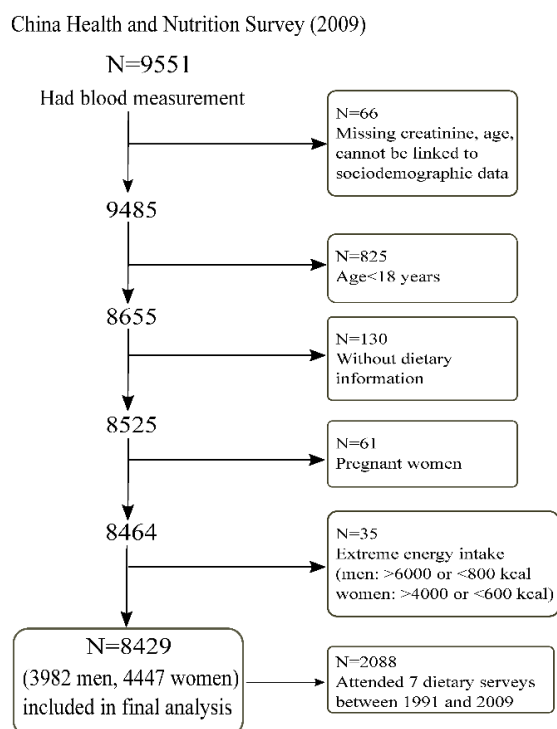 China Health and Nutrition Survey (2009)
N=9551
Had blood measurement
N=66
Missing creatinine, age,
cannot be linked to
sociodemographic data
9485
N=825
Age<18 years
8655
N=130
Without dietary
information
8525
N=61
Pregnant women
8464
N=35
Extreme energy intake
(men: >6000 or <800 kcal
women: >4000 or <600 kcal)
N=8429
(3982 men, 4447 women)
included in final analysis
N=2088
Attended 7 dietary surveys
between 1991 and 2009